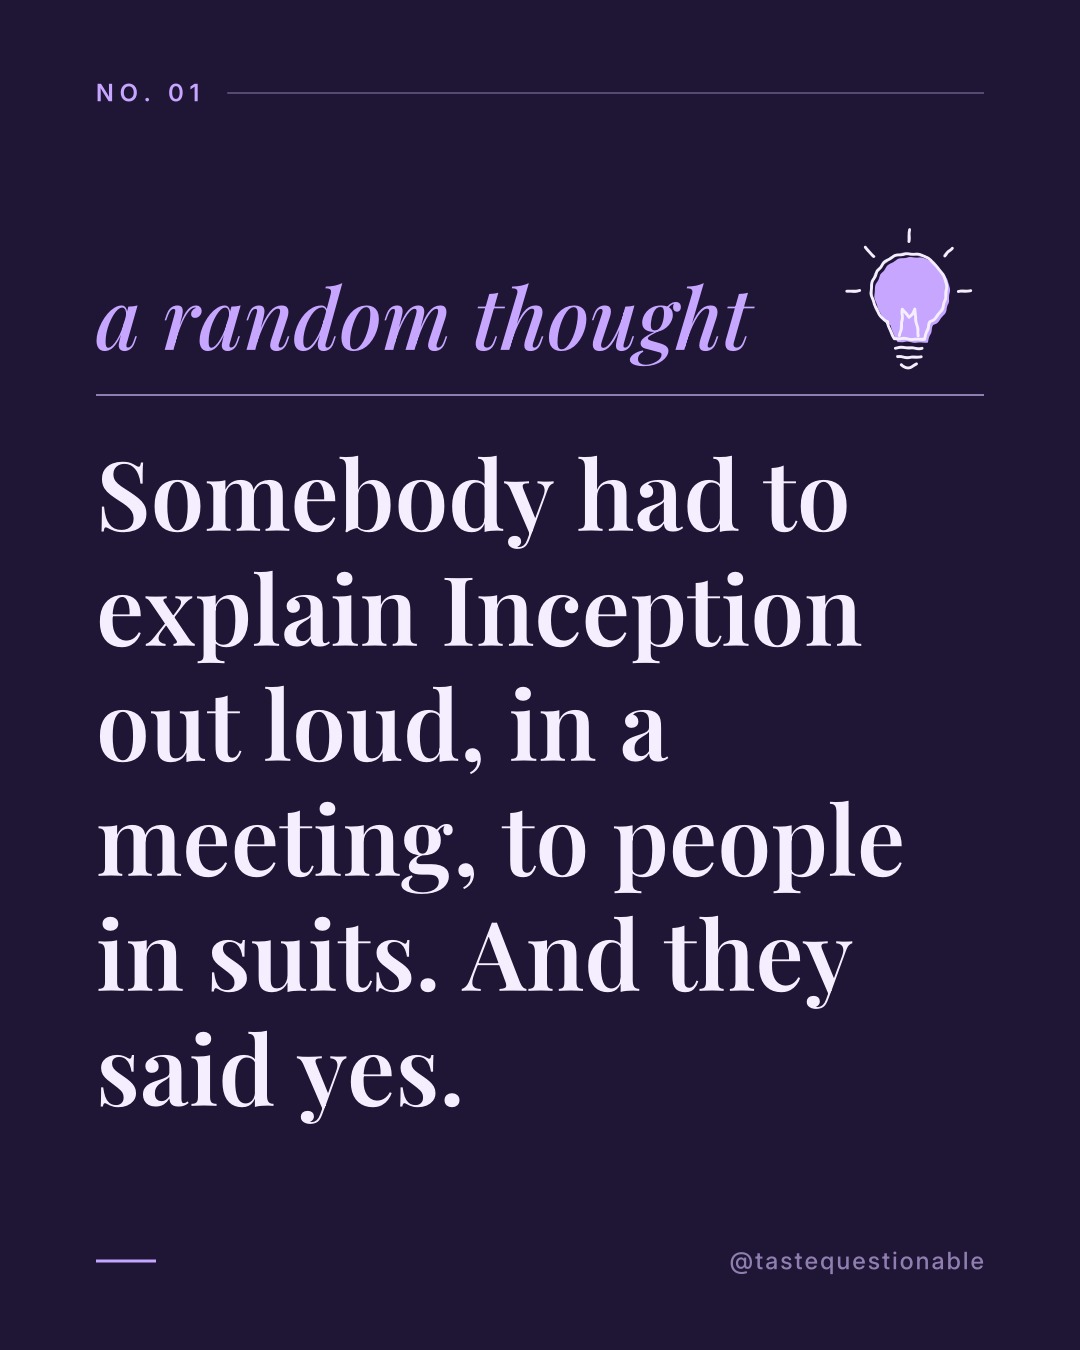 NO. 01
a random thought
Somebody had to
explain Inception
out loud, in a
meeting, to people
in suits. And they
said yes.
@tastequestionable